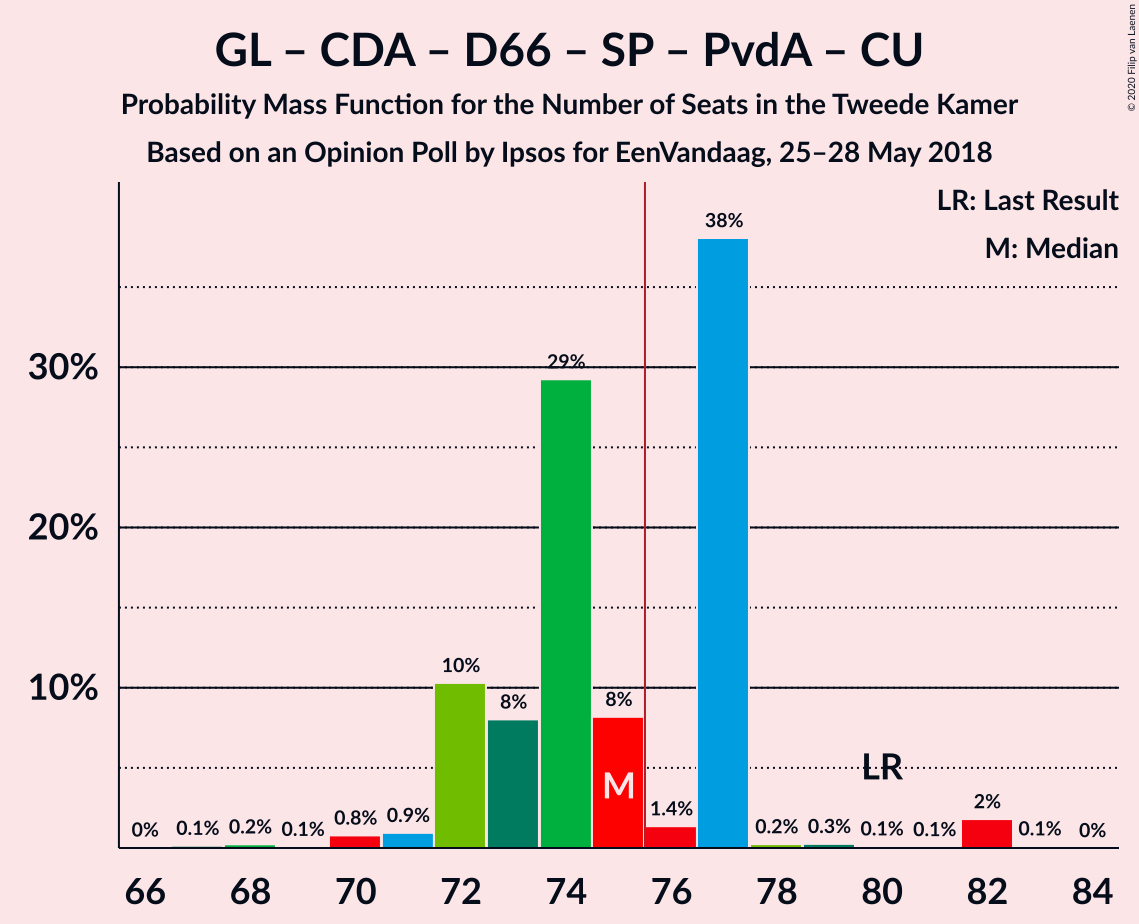 GL – CDA – D66 – SP – PvdA – CU
Probability Mass Function for the Number of Seats in the Tweede Kamer
Based on an Opinion Poll by Ipsos for EenVandaag, 25–28 May 2018
© 2020 Filip van Laenen
LR: Last Result
M: Median
38%
30%
29%
20%
10%
10%
8%
8%
M
LR
0%
0.1%
0.2%
0.1%
0.8%
0.9%
1.4%
0.2%
0.3%
0.1%
0.1%
2%
0.1%
0%
66 68 70 72 74 76 78 80 82 84